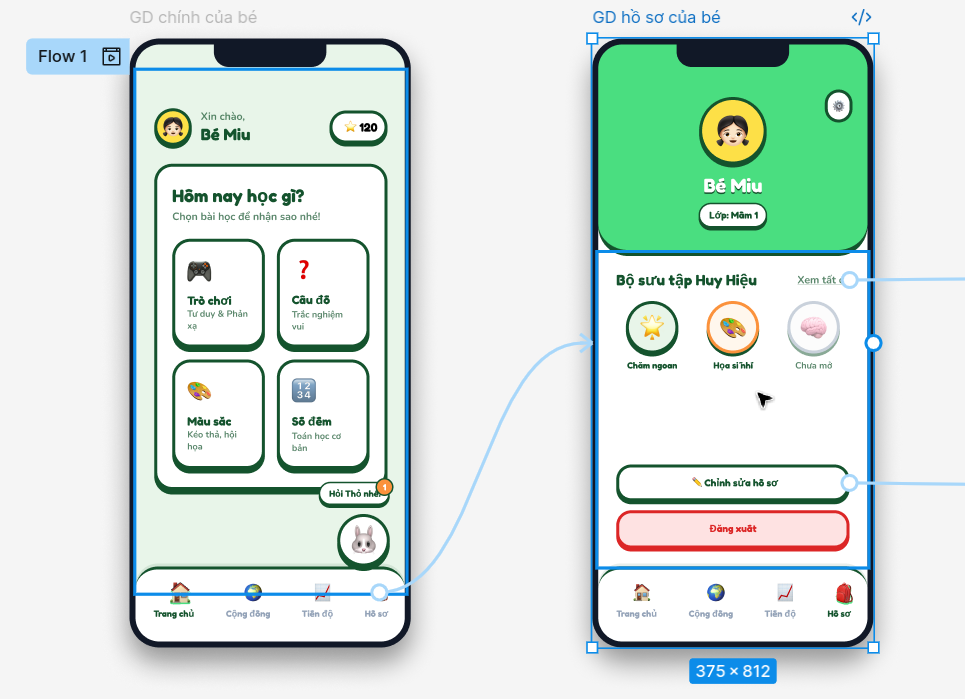 GD chính của bé
GD hồ sơ của bé
Flow 1
Xin chào,
Bé Miu
120
Hôm nay học gì?
Chọn bài học để nhận sao nhé!
Trò chơi
Tư duy & Phản
xạ
Câu đố
Trắc nghiệm
vui
Màu sắc
Kéo thả, hội
họa
1 2
3 4
Số đếm
Toán học cơ
bản
Hỏi Thỏ nhé!
1
Trang chủ
Cộng đồng
Tiến độ
Hồ sơ
Bé Miu
Lớp: Mầm 1
Bộ sưu tập Huy Hiệu
Xem tất
Chăm ngoan
Họa sĩ nhí
Chưa mở
Chỉnh sửa hồ sơ
Đăng xuất
Trang chủ
Cộng đồng
Tiến độ
Hồ sơ
375 × 812